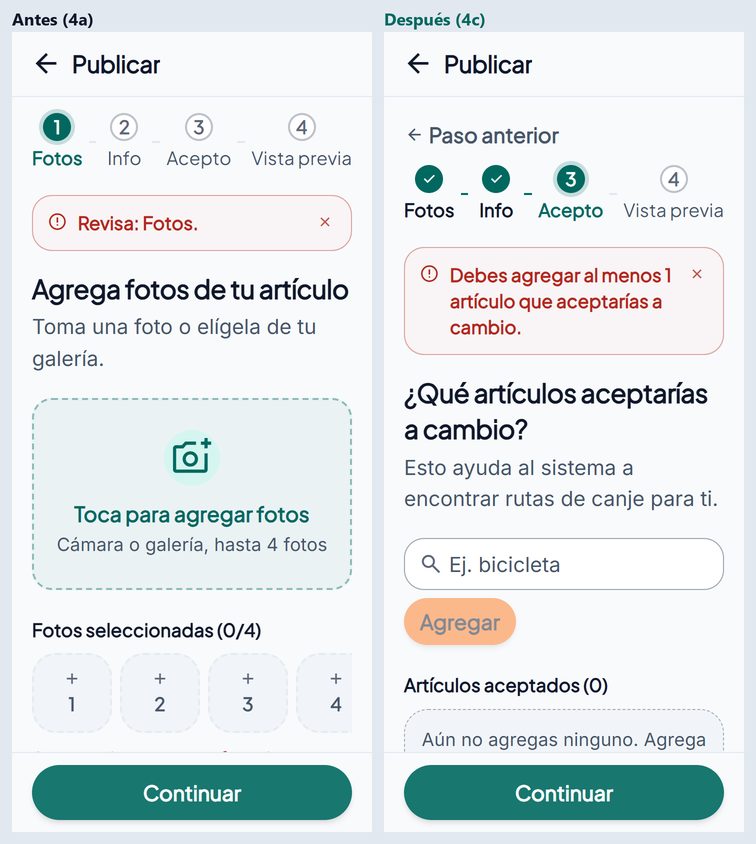 Antes (4a)
Publicar
1
2
3
4
Fotos
Info
Acepto
Vista previa
Revisa: Fotos.
Agrega fotos de tu artículo
Toma una foto o elígela de tu
galería.
Toca para agregar fotos
Cámara o galería, hasta 4 fotos
Fotos seleccionadas (0/4)
+
1
+
2
+
3
+
4
Continuar
Después (4c)
Publicar
Paso anterior
3
4
Fotos
Info
Acepto
Vista previa
Debes agregar al menos 1
artículo que aceptarías a
cambio.
¿Qué artículos aceptarías
a cambio?
Esto ayuda al sistema a
encontrar rutas de canje para ti.
Ej. bicicleta
Agregar
Artículos aceptados (0)
Aún no agregas ninguno. Agrega
Continuar